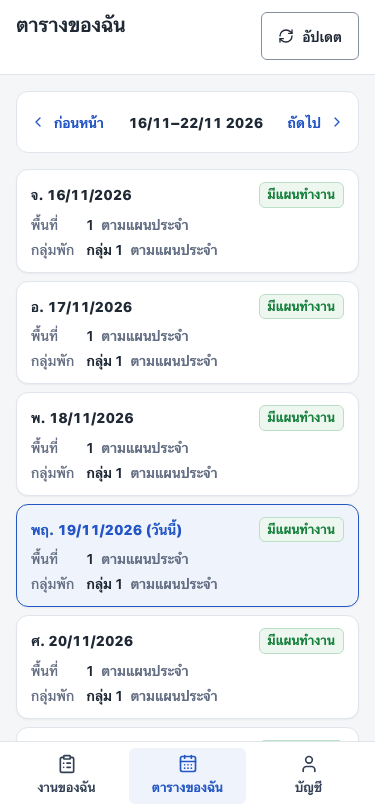 ตารางของฉัน
อัปเดต
ก่อนหน้า 16/11–22/11 2026 ถัดไป
จ. 16/11/2026 มีแผนทำงาน
พื้นที่ 1 ตามแผนประจำ
กลุ่มพัก กลุ่ม 1 ตามแผนประจำ
อ. 17/11/2026 มีแผนทำงาน
พื้นที่ 1 ตามแผนประจำ
กลุ่มพัก กลุ่ม 1 ตามแผนประจำ
พ. 18/11/2026 มีแผนทำงาน
พื้นที่ 1 ตามแผนประจำ
กลุ่มพัก กลุ่ม 1 ตามแผนประจำ
พฤ. 19/11/2026 (วันนี้) มีแผนทำงาน
พื้นที่ 1 ตามแผนประจำ
กลุ่มพัก กลุ่ม 1 ตามแผนประจำ
ศ. 20/11/2026 มีแผนทำงาน
พื้นที่ 1 ตามแผนประจำ
กลุ่มพัก กลุ่ม 1 ตามแผนประจำ
งานของฉัน ตารางของฉัน บัญชี